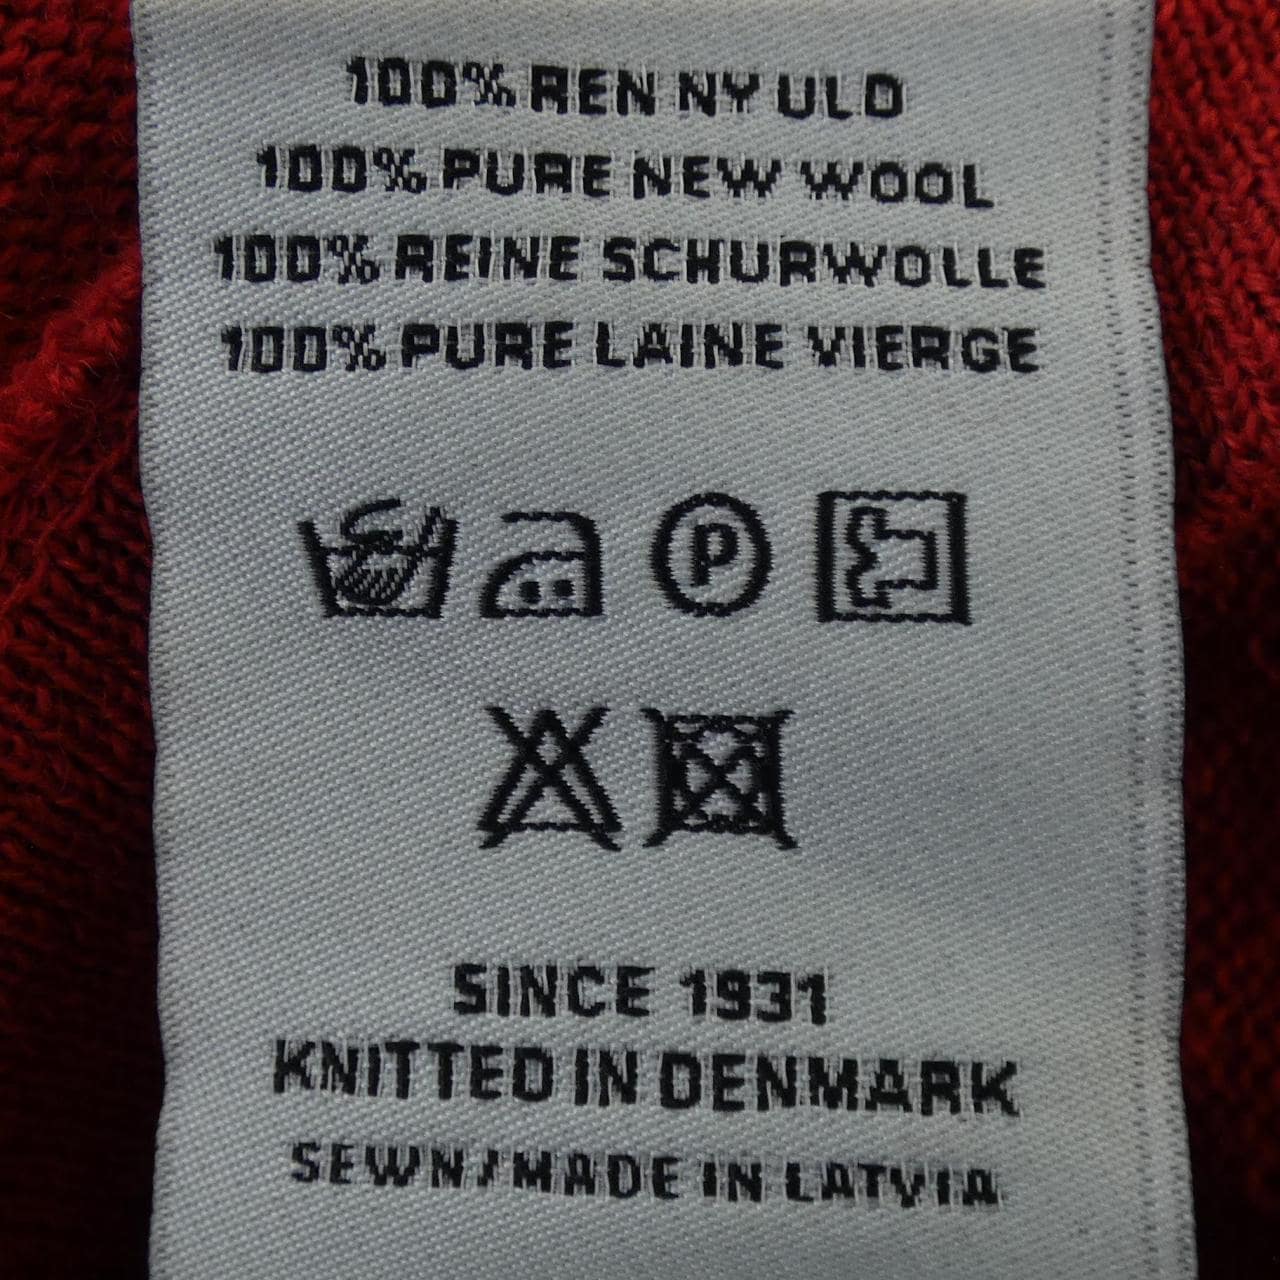 100% REN NY ULD
100% PURE NEW WOOL
100% REINE SCHURWOLLE
100% PURE LAINE VIERGE
P
SINCE 1931
KNITTED IN DENMARK
SEWN/MADE IN LATVIA